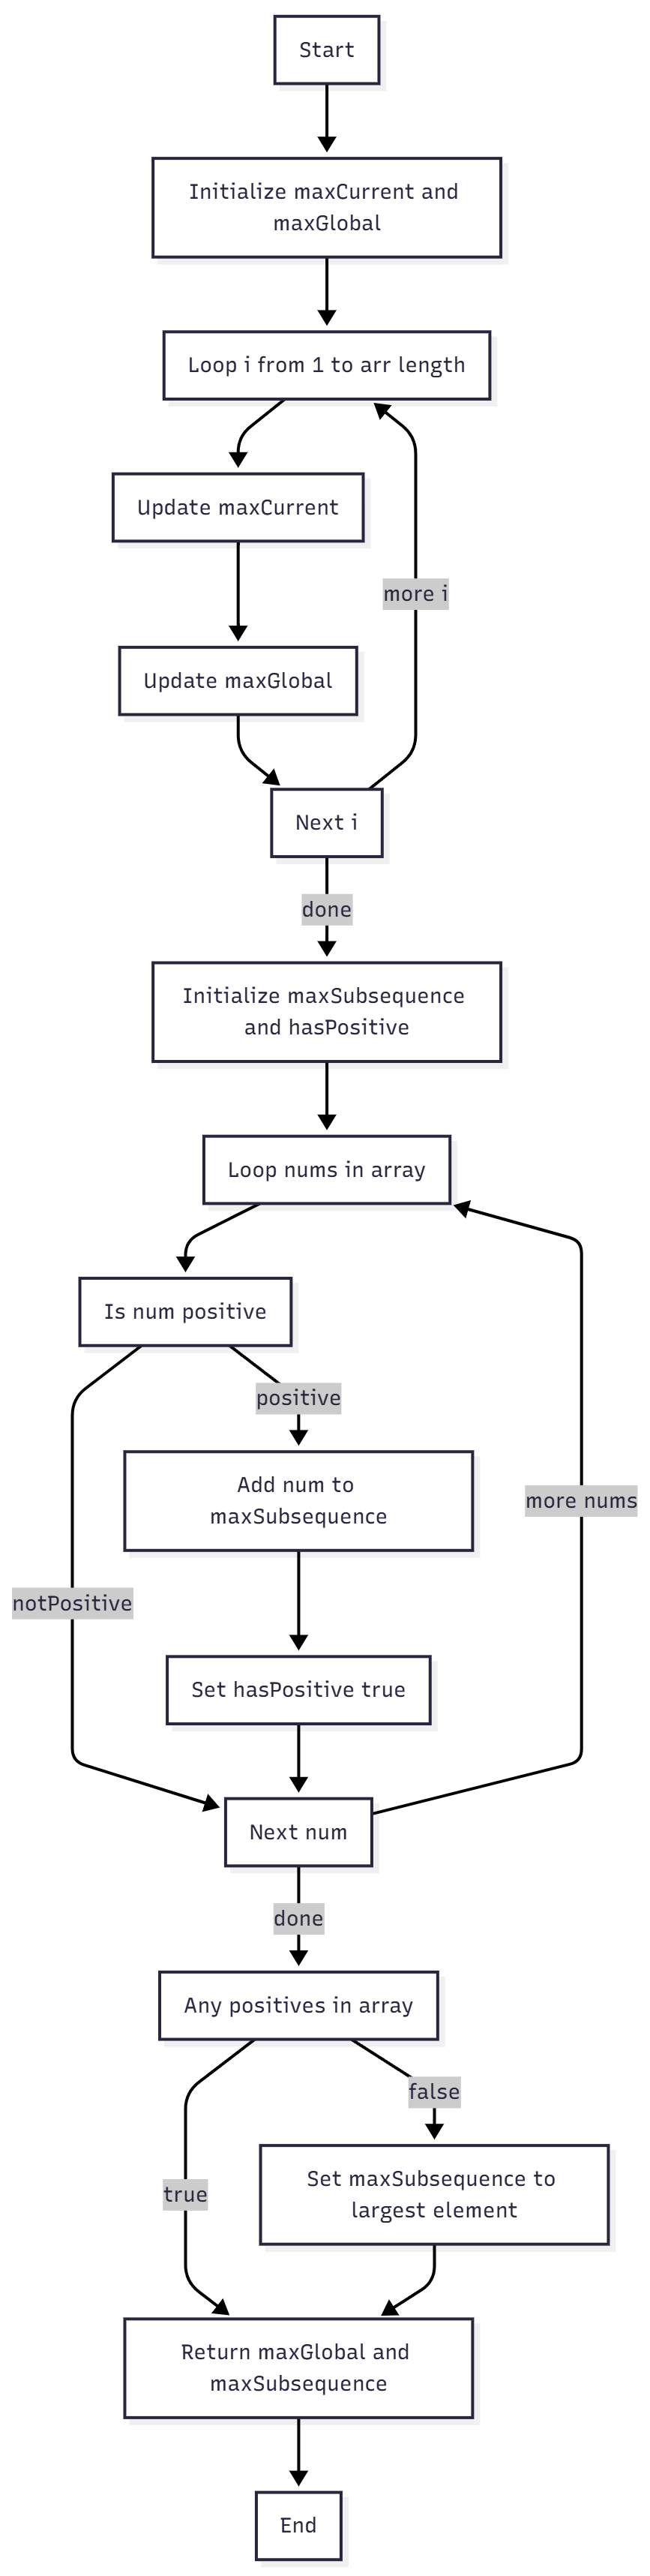 Start
Initialize maxCurrent and
maxGlobal
Loop i from 1 to arr length
Update maxCurrent
more i
Update maxGlobal
Next i
done
Initialize maxSubsequence
and hasPositive
Loop nums in array
Is num positive
positive
Add num to
maxSubsequence
more nums
notPositive
Set hasPositive true
Next num
done
Any positives in array
false
Set maxSubsequence to
largest element
true
Return maxGlobal and
maxSubsequence
End